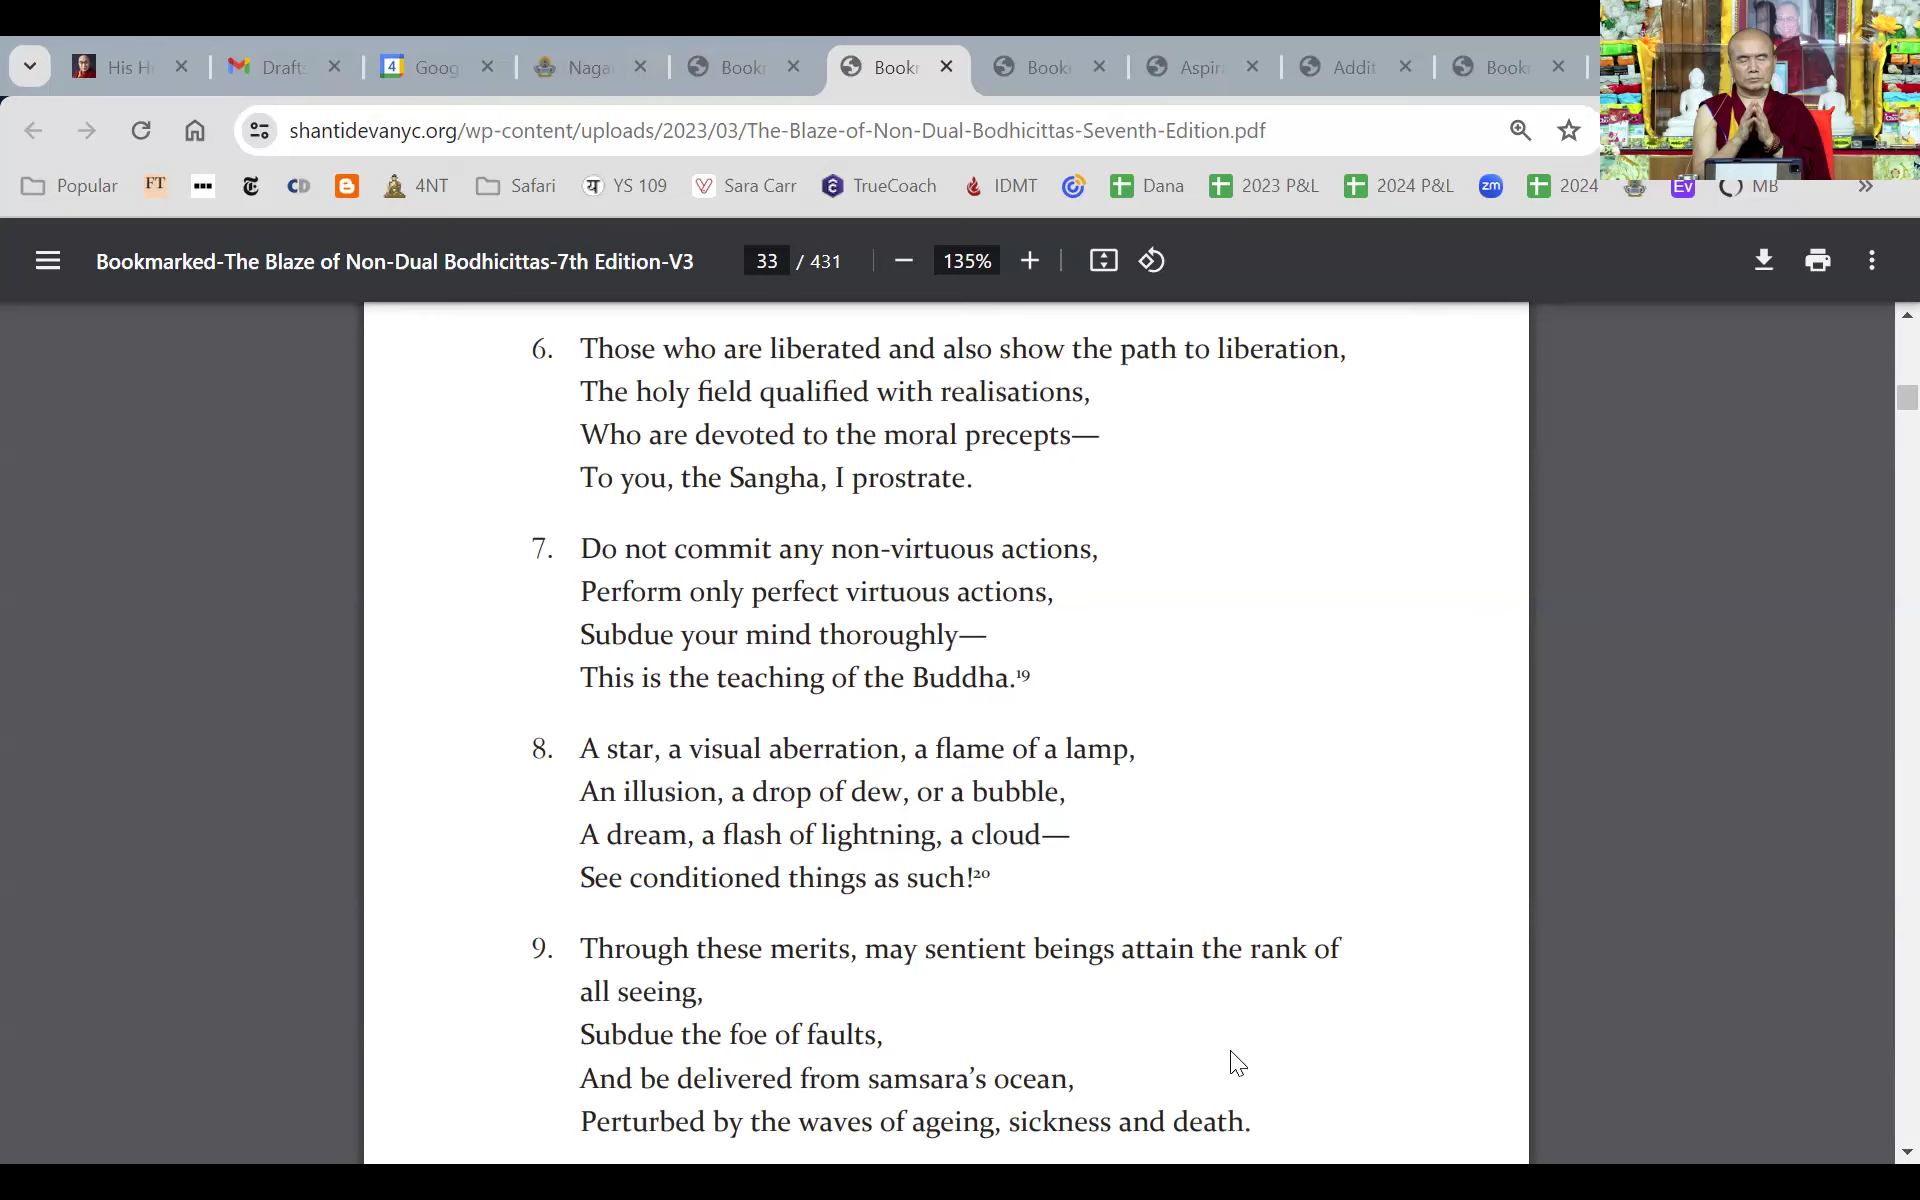 His H
Drafts
Goog
Naga
Book
Book
Book
Aspir
Addit
Book
shantidevanyc.org/wp-content/uploads/2023/03/The-Blaze-of-Non-Dual-Bodhicittas-Seventh-Edition.pdf
Popular FT 4NT Safari YS 109 Sara Carr TrueCoach IDMT Dana 2023 P&L 2024 P&L zm 2024 Ev MB »
Bookmarked-The Blaze of Non-Dual Bodhicittas-7th Edition-V3 33 / 431 135%
6. Those who are liberated and also show the path to liberation,
The holy field qualified with realisations,
Who are devoted to the moral precepts—
To you, the Sangha, I prostrate.
7. Do not commit any non-virtuous actions,
Perform only perfect virtuous actions,
Subdue your mind thoroughly—
This is the teaching of the Buddha.¹⁹
8. A star, a visual aberration, a flame of a lamp,
An illusion, a drop of dew, or a bubble,
A dream, a flash of lightning, a cloud—
See conditioned things as such!²⁰
9. Through these merits, may sentient beings attain the rank of
all seeing,
Subdue the foe of faults,
And be delivered from samsara’s ocean,
Perturbed by the waves of ageing, sickness and death.